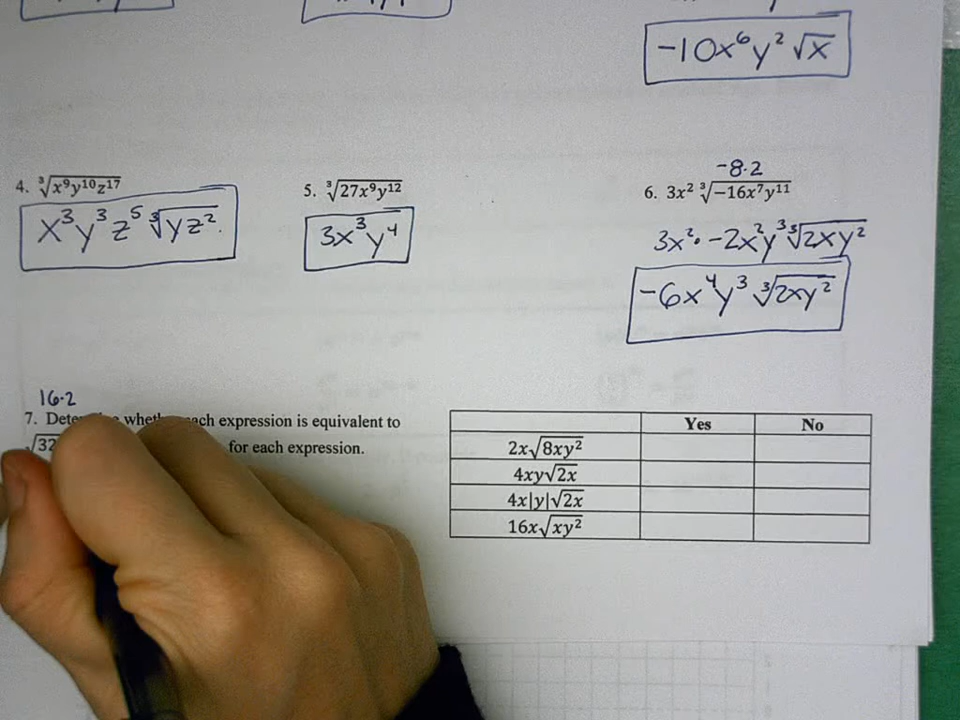 -10x⁶y²√x
4. ∛(x⁹y¹⁰z¹⁷)
x³y³z⁵ ∛(yz²)
5. ∛(27x⁹y¹²)
3x³y⁴
-8·2
6. 3x² ∛(−16x⁷y¹¹)
3x²·-2x²y³∛(2xy²)
-6x⁴y³ ∛(2xy²)
16·2
7. each expression is equivalent to
√32 for each expression.
Yes No
2x√(8xy²)
4xy√(2x)
4x|y|√(2x)
16x√(xy²)